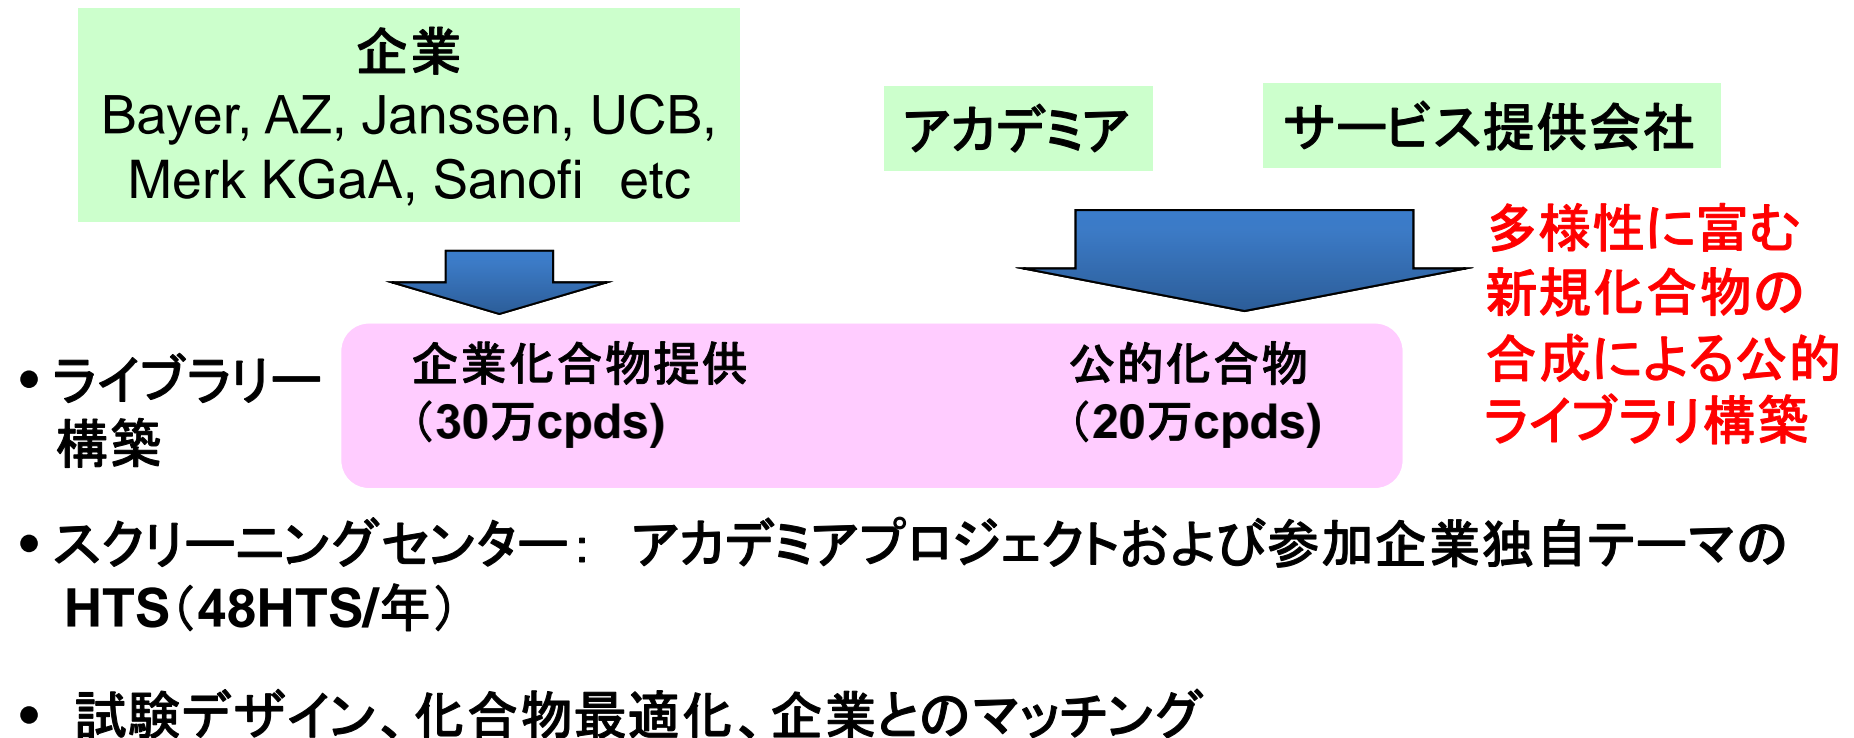 企業
Bayer, AZ, Janssen, UCB,
Merk KGaA, Sanofi etc
アカデミア
サービス提供会社
多様性に富む
新規化合物の
合成による公的
ライブラリ構築
• ライブラリー
構築
企業化合物提供
（30万cpds)
公的化合物
（20万cpds)
• スクリーニングセンター： アカデミアプロジェクトおよび参加企業独自テーマの
HTS（48HTS/年）
• 試験デザイン、化合物最適化、企業とのマッチング